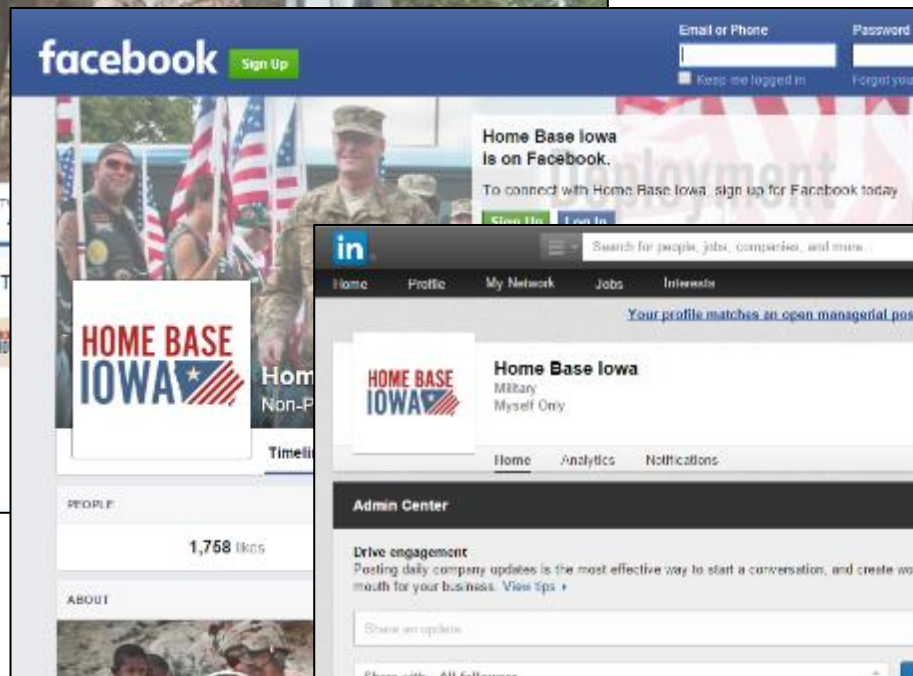 facebook Sign Up
Email or Phone Password
Keep me logged in Forgot your
Home Base Iowa
is on Facebook.
Deployment
To connect with Home Base Iowa, sign up for Facebook today
Sign Up Log In
HOME BASE
IOWA
Hom
Non-P
Timeli
PEOPLE
1,758 likes
ABOUT
in
Search for people, jobs, companies, and more...
Home Profile My Network Jobs Interests
Your profile matches an open managerial pos
HOME BASE
IOWA
Home Base Iowa
Military
Myself Only
Home Analytics Notifications
Admin Center
Drive engagement
Posting daily company updates is the most effective way to start a conversation, and create wo
mouth for your business. View tips
Share an update
Share with: All followers